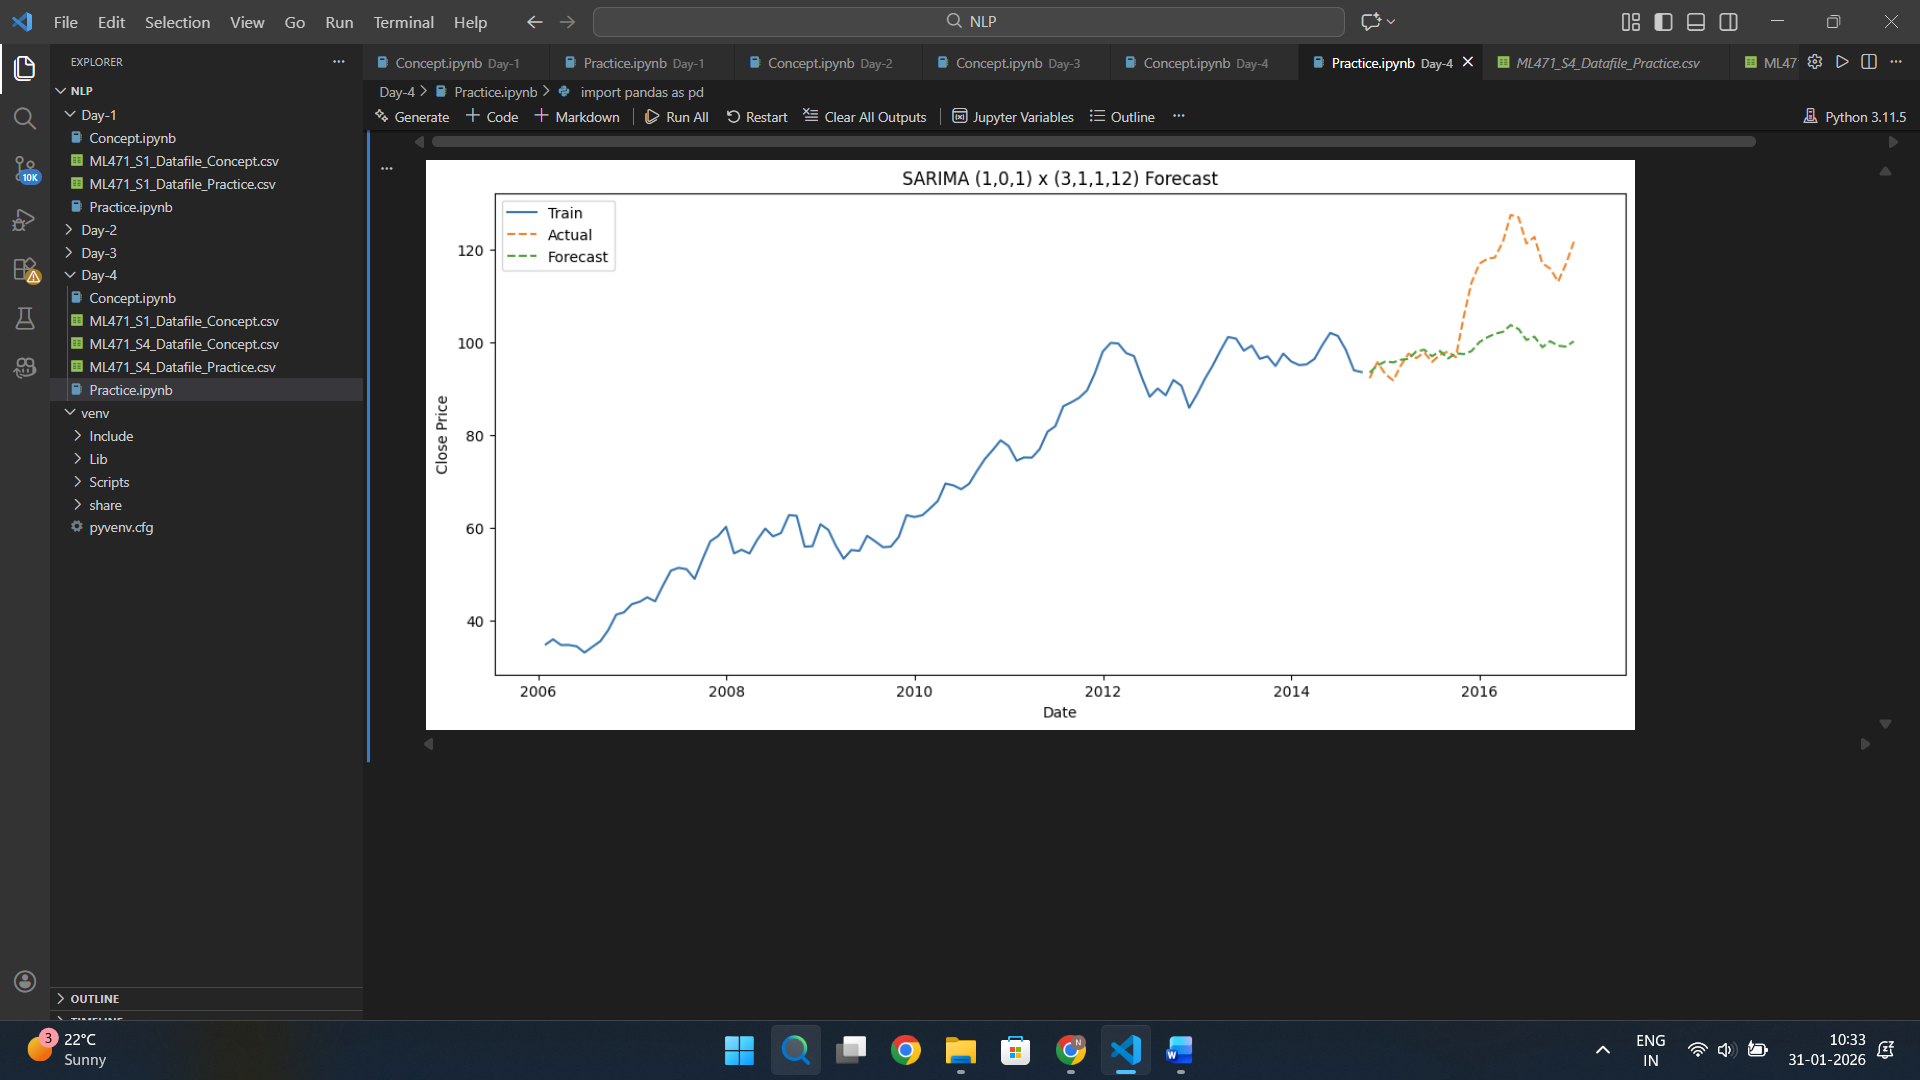 File Edit Selection View Go Run Terminal Help
NLP
EXPLORER
Concept.ipynb Day-1
Practice.ipynb Day-1
Concept.ipynb Day-2
Concept.ipynb Day-3
Concept.ipynb Day-4
Practice.ipynb Day-4
ML471_S4_Datafile_Practice.csv
ML47
Day-4 > Practice.ipynb > import pandas as pd
Generate + Code + Markdown Run All Restart Clear All Outputs Jupyter Variables Outline ...
Python 3.11.5
NLP
Day-1
Concept.ipynb
ML471_S1_Datafile_Concept.csv
ML471_S1_Datafile_Practice.csv
Practice.ipynb
Day-2
Day-3
Day-4
Concept.ipynb
ML471_S1_Datafile_Concept.csv
ML471_S4_Datafile_Concept.csv
ML471_S4_Datafile_Practice.csv
Practice.ipynb
venv
Include
Lib
Scripts
share
pyvenv.cfg
10K
SARIMA (1,0,1) x (3,1,1,12) Forecast
Train
Actual
Forecast
120
100
80
60
40
Close Price
2006 2008 2010 2012 2014 2016
Date
OUTLINE
3
22°C
Sunny
N
W
ENG
IN
10:33
31-01-2026